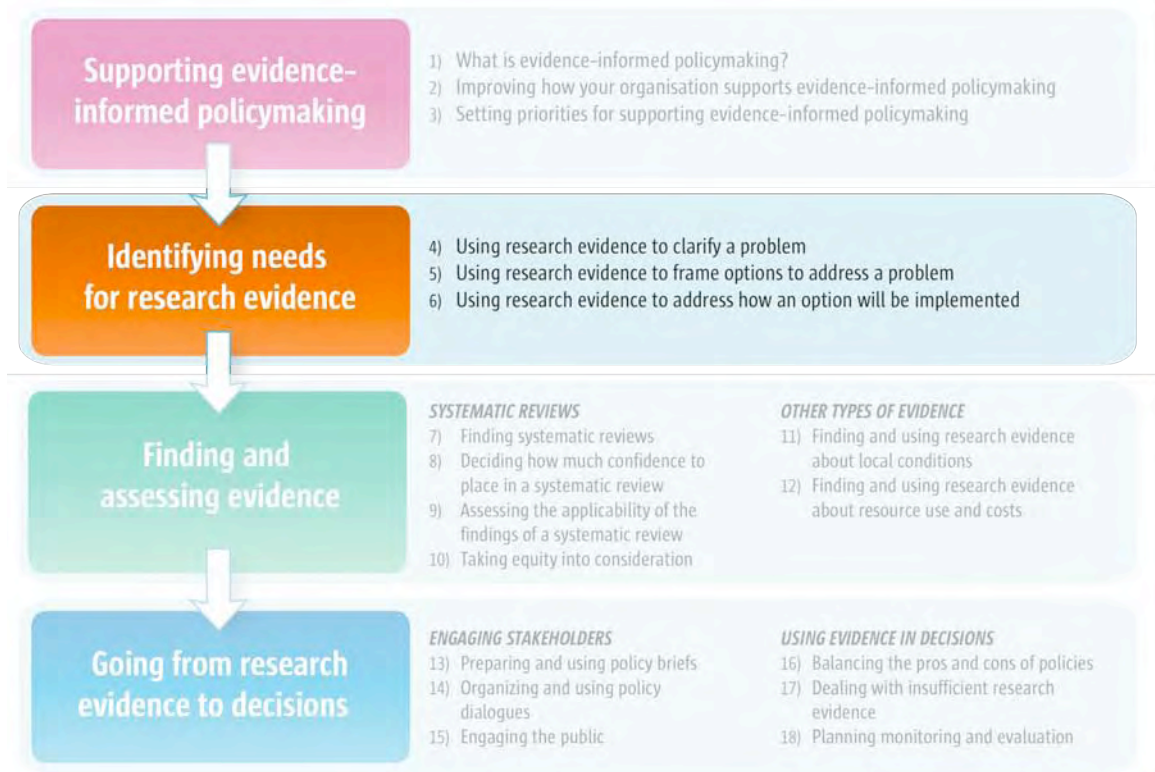 Supporting evidence-
informed policymaking
1) What is evidence-informed policymaking?
2) Improving how your organisation supports evidence-informed policymaking
3) Setting priorities for supporting evidence-informed policymaking
Identifying needs
for research evidence
4) Using research evidence to clarify a problem
5) Using research evidence to frame options to address a problem
6) Using research evidence to address how an option will be implemented
Finding and
assessing evidence
SYSTEMATIC REVIEWS
7) Finding systematic reviews
8) Deciding how much confidence to
place in a systematic review
9) Assessing the applicability of the
findings of a systematic review
10) Taking equity into consideration
OTHER TYPES OF EVIDENCE
11) Finding and using research evidence
about local conditions
12) Finding and using research evidence
about resource use and costs
Going from research
evidence to decisions
ENGAGING STAKEHOLDERS
13) Preparing and using policy briefs
14) Organizing and using policy
dialogues
15) Engaging the public
USING EVIDENCE IN DECISIONS
16) Balancing the pros and cons of policies
17) Dealing with insufficient research
evidence
18) Planning monitoring and evaluation